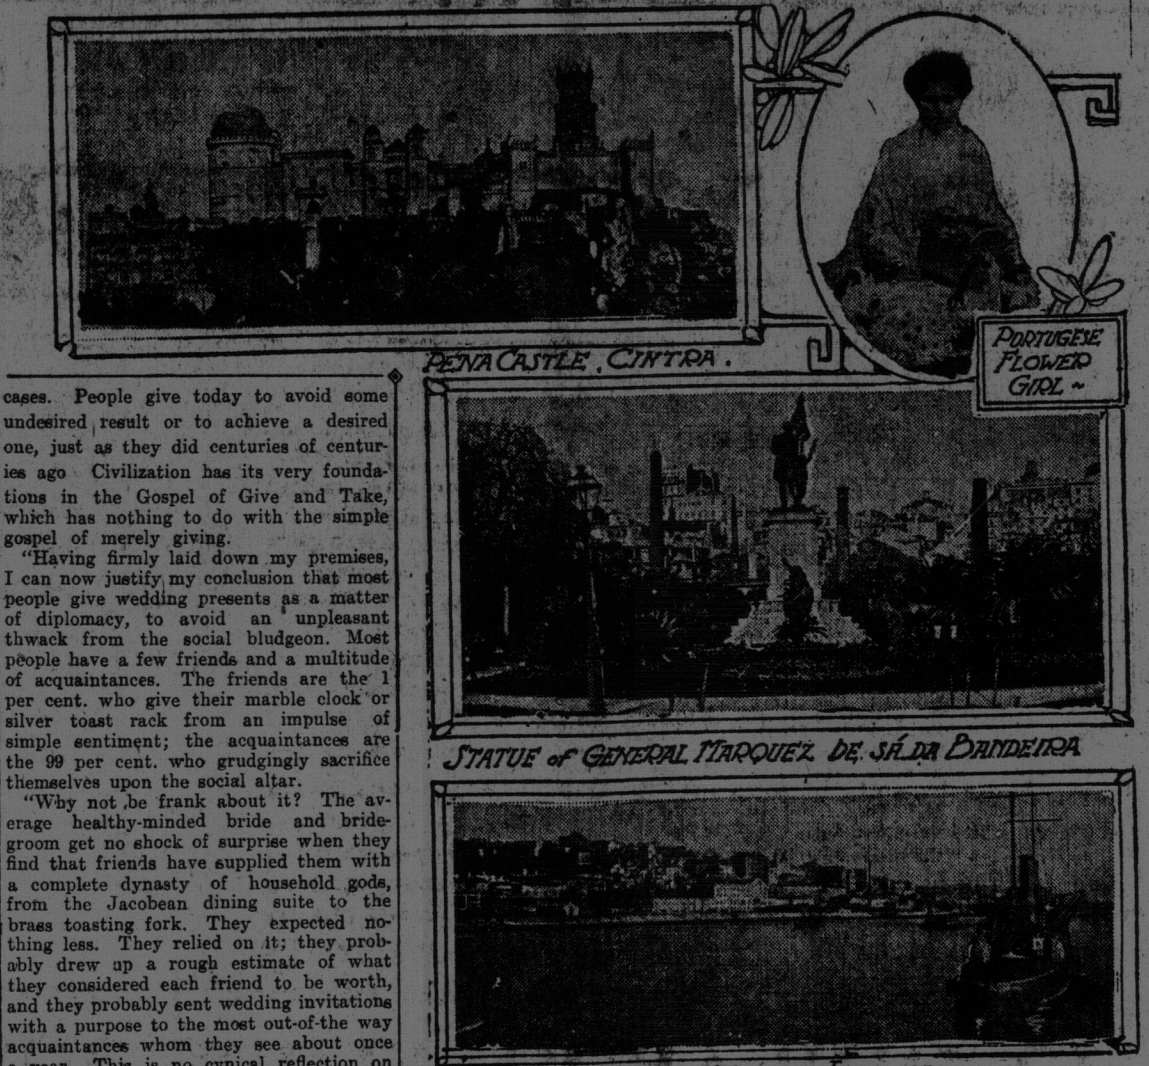 PENA CASTLE, CINTRA.
PORTUGESE
FLOWER
GIRL ~
cases. People give today to avoid some
undesired result or to achieve a desired
one, just as they did centuries of centur-
ies ago Civilization has its very founda-
tions in the Gospel of Give and Take,
which has nothing to do with the simple
gospel of merely giving.
"Having firmly laid down my premises,
I can now justify my conclusion that most
people give wedding presents as a matter
of diplomacy, to avoid an unpleasant
thwack from the social bludgeon. Most
people have a few friends and a multitude
of acquaintances. The friends are the 1
per cent. who give their marble clock or
silver toast rack from an impulse of
simple sentiment; the acquaintances are
the 99 per cent. who grudgingly sacrifice
themselves upon the social altar.
"Why not be frank about it? The av-
erage healthy-minded bride and bride-
groom get no shock of surprise when they
find that friends have supplied them with
a complete dynasty of household gods,
from the Jacobean dining suite to the
brass toasting fork. They expected no-
thing less. They relied on it; they prob-
ably drew up a rough estimate of what
they considered each friend to be worth,
and they probably sent wedding invitations
with a purpose to the most out-of-the way
acquaintances whom they see about once
a year. This is no cynical reflection on
STATUE of GENERAL MARQUEZ DE SÁ DA BANDEIRA